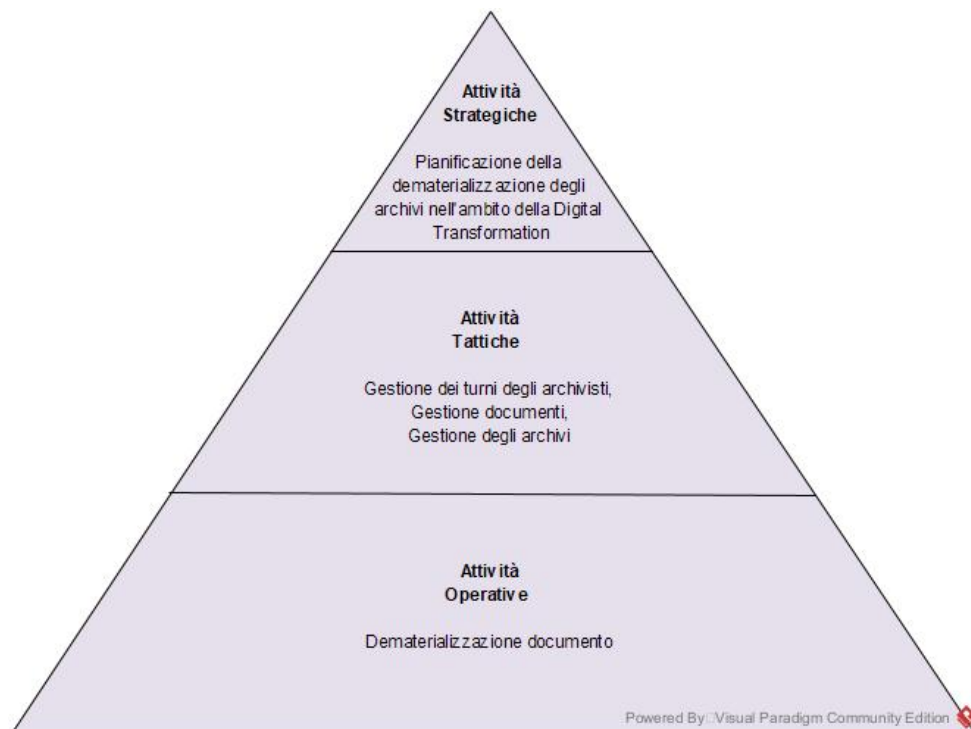 Attività
Strategiche
Pianificazione della
dematerializzazione degli
archivi nell'ambito della Digital
Transformation
Attività
Tattiche
Gestione dei turni degli archivisti,
Gestione documenti,
Gestione degli archivi
Attività
Operative
Dematerializzazione documento
Powered By Visual Paradigm Community Edition